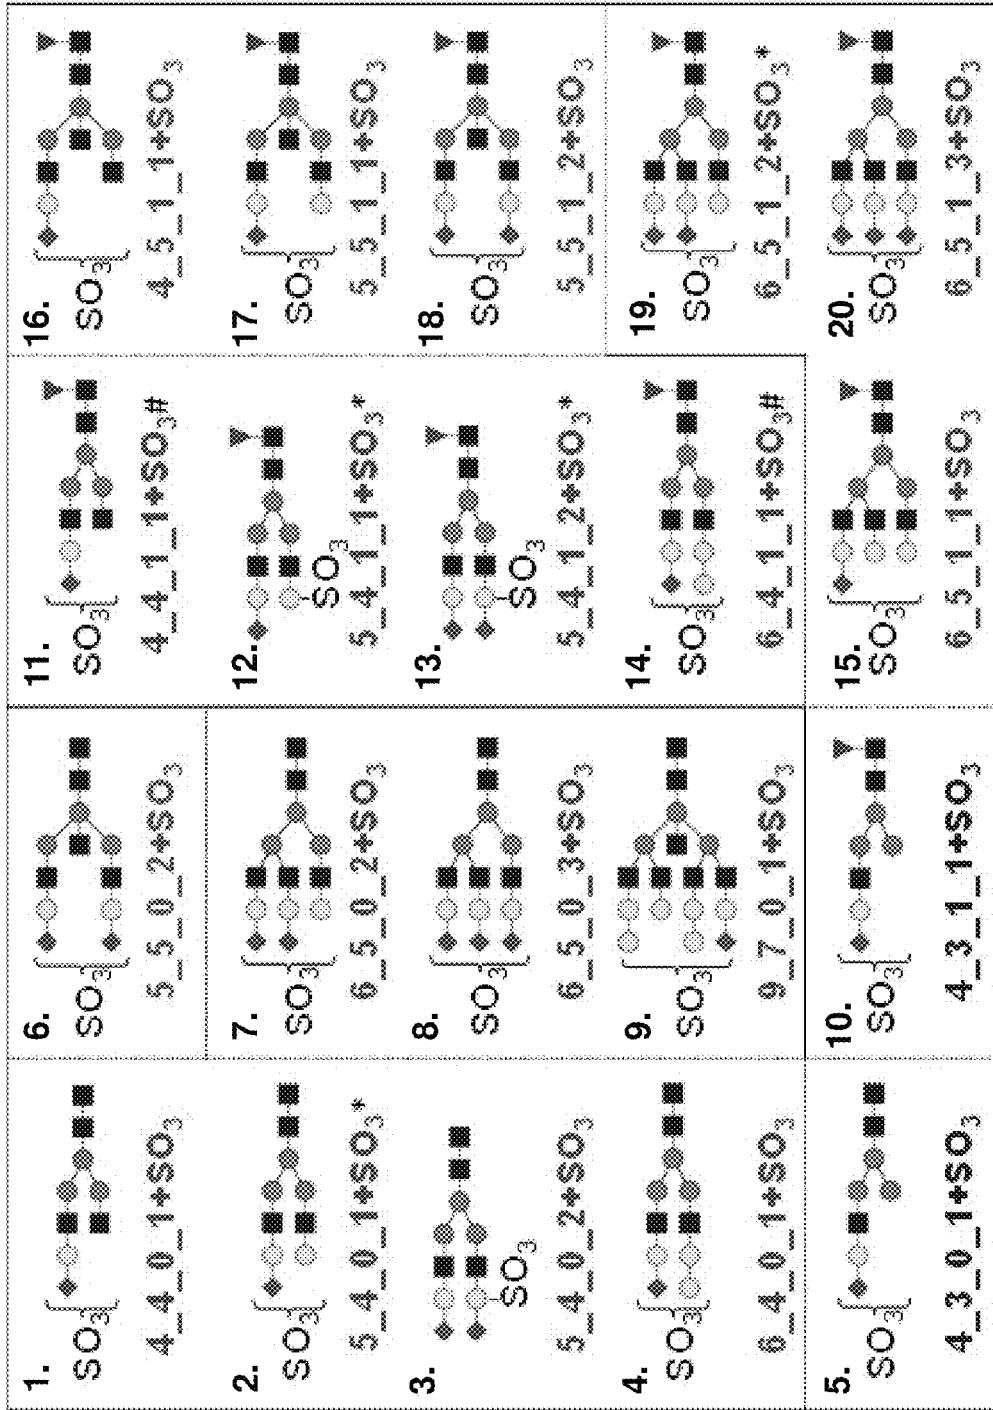 1.
SO3
4_4_0_1+SO3
2.
SO3
5_4_0_1+SO3*
3.
SO3
5_4_0_2+SO3
4.
SO3
6_4_0_1+SO3
5.
SO3
4_3_0_1+SO3
6.
SO3
5_5_0_2+SO3
7.
SO3
6_5_0_2+SO3
8.
SO3
6_5_0_3+SO3
9.
SO3
9_7_0_1+SO3
10.
SO3
4_3_1_1+SO3
11.
SO3
4_4_1_1+SO3#
12.
SO3
5_4_1_1+SO3*
13.
SO3
5_4_1_2+SO3*
14.
SO3
6_4_1_1+SO3#
15.
SO3
6_5_1_1+SO3
16.
SO3
4_5_1_1+SO3
17.
SO3
5_5_1_1+SO3
18.
SO3
5_5_1_2+SO3
19.
SO3
6_5_1_2+SO3*
20.
SO3
6_5_1_3+SO3